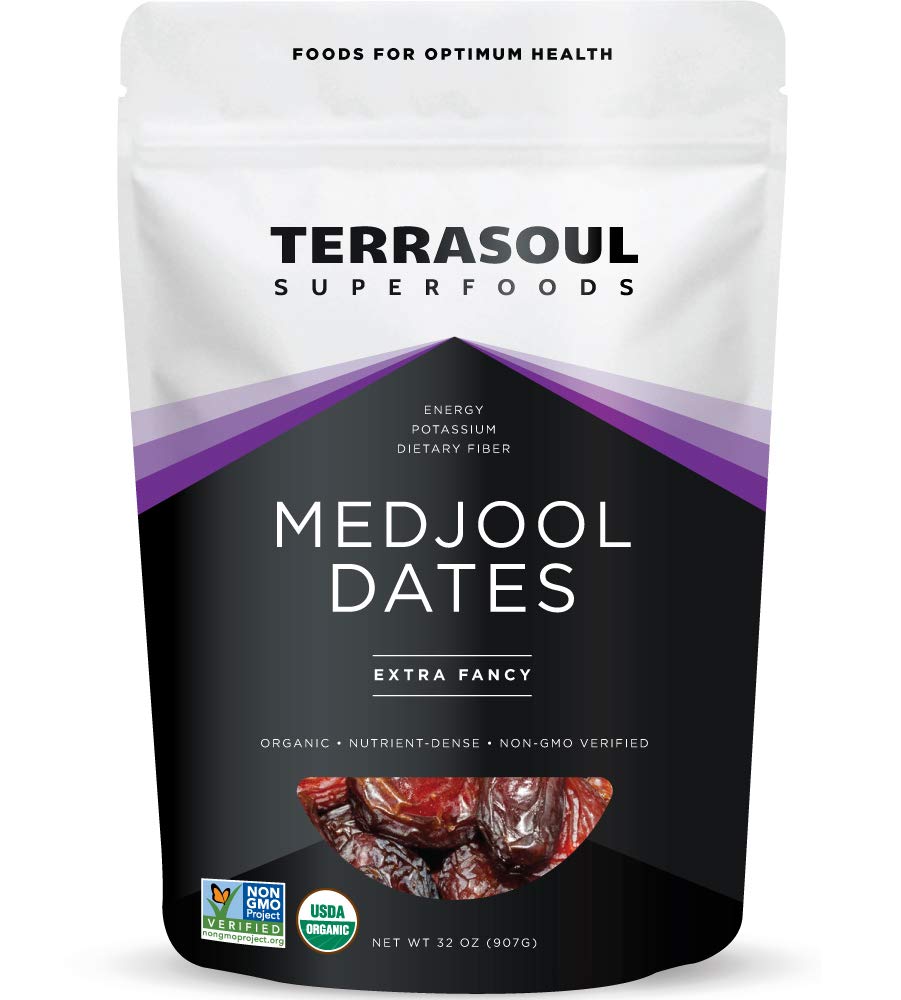 FOODS FOR OPTIMUM HEALTH
TERRASOUL
SUPERFOODS
ENERGY
POTASSIUM
DIETARY FIBER
MEDJOOL
DATES
EXTRA FANCY
ORGANIC • NUTRIENT-DENSE • NON-GMO VERIFIED
NON
GMO
Project
VERIFIED
nongmoproject.org
USDA
ORGANIC
NET WT 32 OZ (907G)